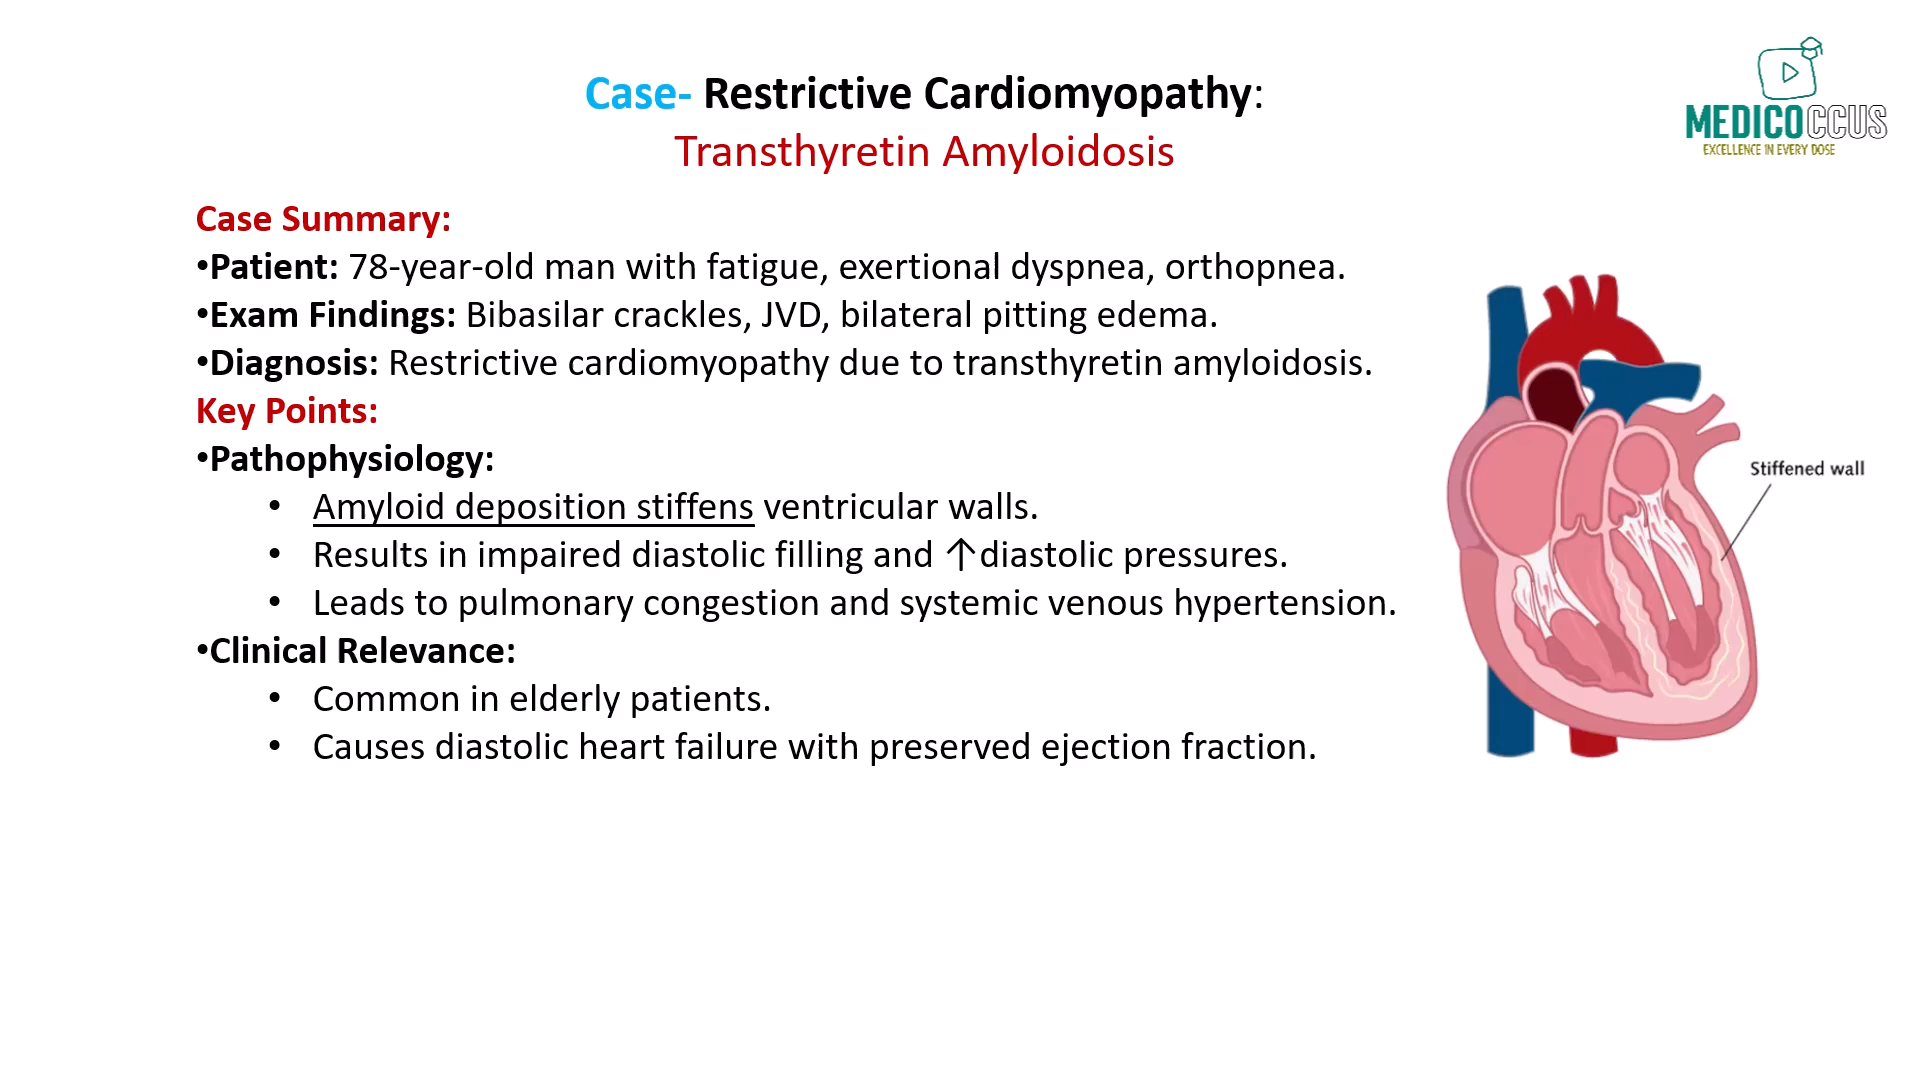 Case- Restrictive Cardiomyopathy:
Transthyretin Amyloidosis
MEDICOCCUS
EXCELLENCE IN EVERY DOSE
Case Summary:
•Patient: 78-year-old man with fatigue, exertional dyspnea, orthopnea.
•Exam Findings: Bibasilar crackles, JVD, bilateral pitting edema.
•Diagnosis: Restrictive cardiomyopathy due to transthyretin amyloidosis.
Key Points:
•Pathophysiology:
• Amyloid deposition stiffens ventricular walls.
• Results in impaired diastolic filling and ↑diastolic pressures.
• Leads to pulmonary congestion and systemic venous hypertension.
•Clinical Relevance:
• Common in elderly patients.
• Causes diastolic heart failure with preserved ejection fraction.
Stiffened wall